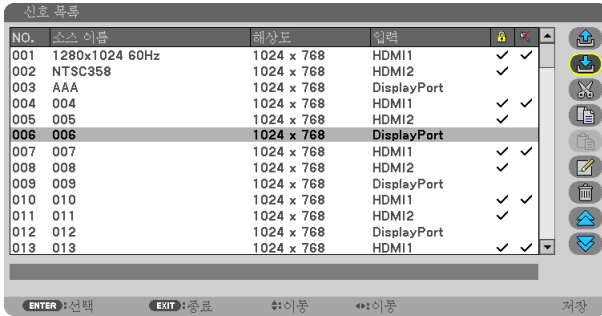 신호 목록
NO. 소스 이름 해상도 입력
001 1280x1024 60Hz 1024 x 768 HDMI1 ✓ ✓
002 NTSC358 1024 x 768 HDMI2 ✓
003 AAA 1024 x 768 DisplayPort
004 004 1024 x 768 HDMI1 ✓ ✓
005 005 1024 x 768 HDMI2 ✓
006 006 1024 x 768 DisplayPort
007 007 1024 x 768 HDMI1 ✓ ✓
008 008 1024 x 768 HDMI2 ✓
009 009 1024 x 768 DisplayPort
010 010 1024 x 768 HDMI1 ✓ ✓
011 011 1024 x 768 HDMI2 ✓
012 012 1024 x 768 DisplayPort
013 013 1024 x 768 HDMI1 ✓ ✓
ENTER :선택 EXIT :종료 :이동 :이동 저장